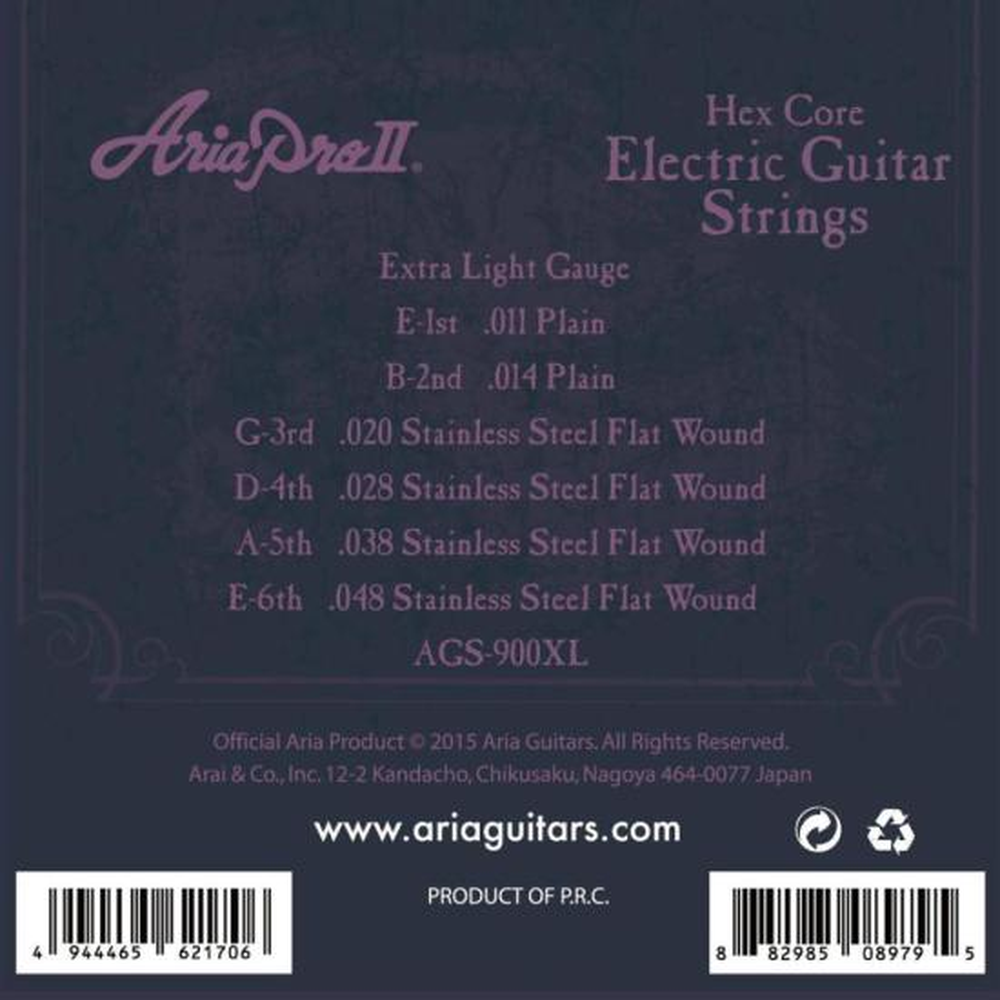 Aria Pro II®
Hex Core
Electric Guitar
Strings
Extra Light Gauge
E-1st .011 Plain
B-2nd .014 Plain
G-3rd .020 Stainless Steel Flat Wound
D-4th .028 Stainless Steel Flat Wound
A-5th .038 Stainless Steel Flat Wound
E-6th .048 Stainless Steel Flat Wound
AGS-900XL
Official Aria Product © 2015 Aria Guitars. All Rights Reserved.
Arai & Co., Inc. 12-2 Kandacho, Chikusaku, Nagoya 464-0077 Japan
www.ariaguitars.com
PRODUCT OF P.R.C.
4 944465 621706
8 82985 08979 5